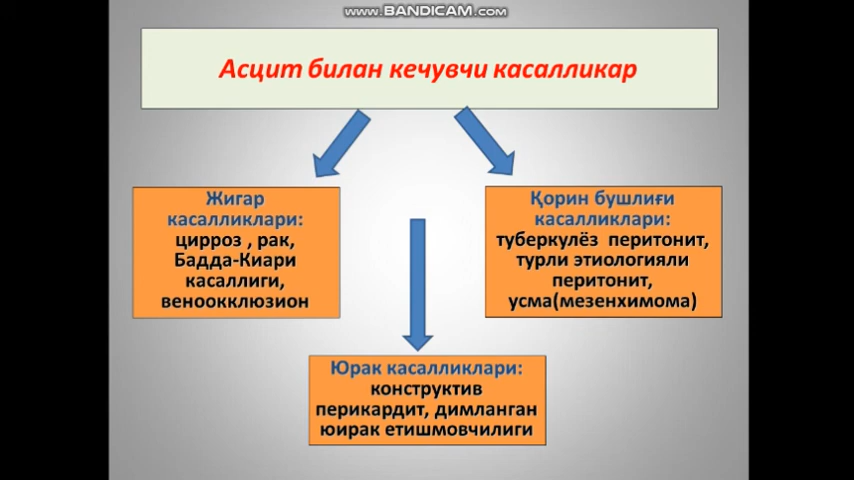 www.BANDICAM.com
Асцит билан кечувчи касалликар
Жигар
касалликлари:
цирроз , рак,
Бадда-Киари
касаллиги,
веноокклюзион
Қорин бушлиғи
касалликлари:
туберкулёз перитонит,
турли этиологияли
перитонит,
усма(мезенхимома)
Юрак касалликлари:
конструктив
перикардит, димланган
юирак етишмовчилиги